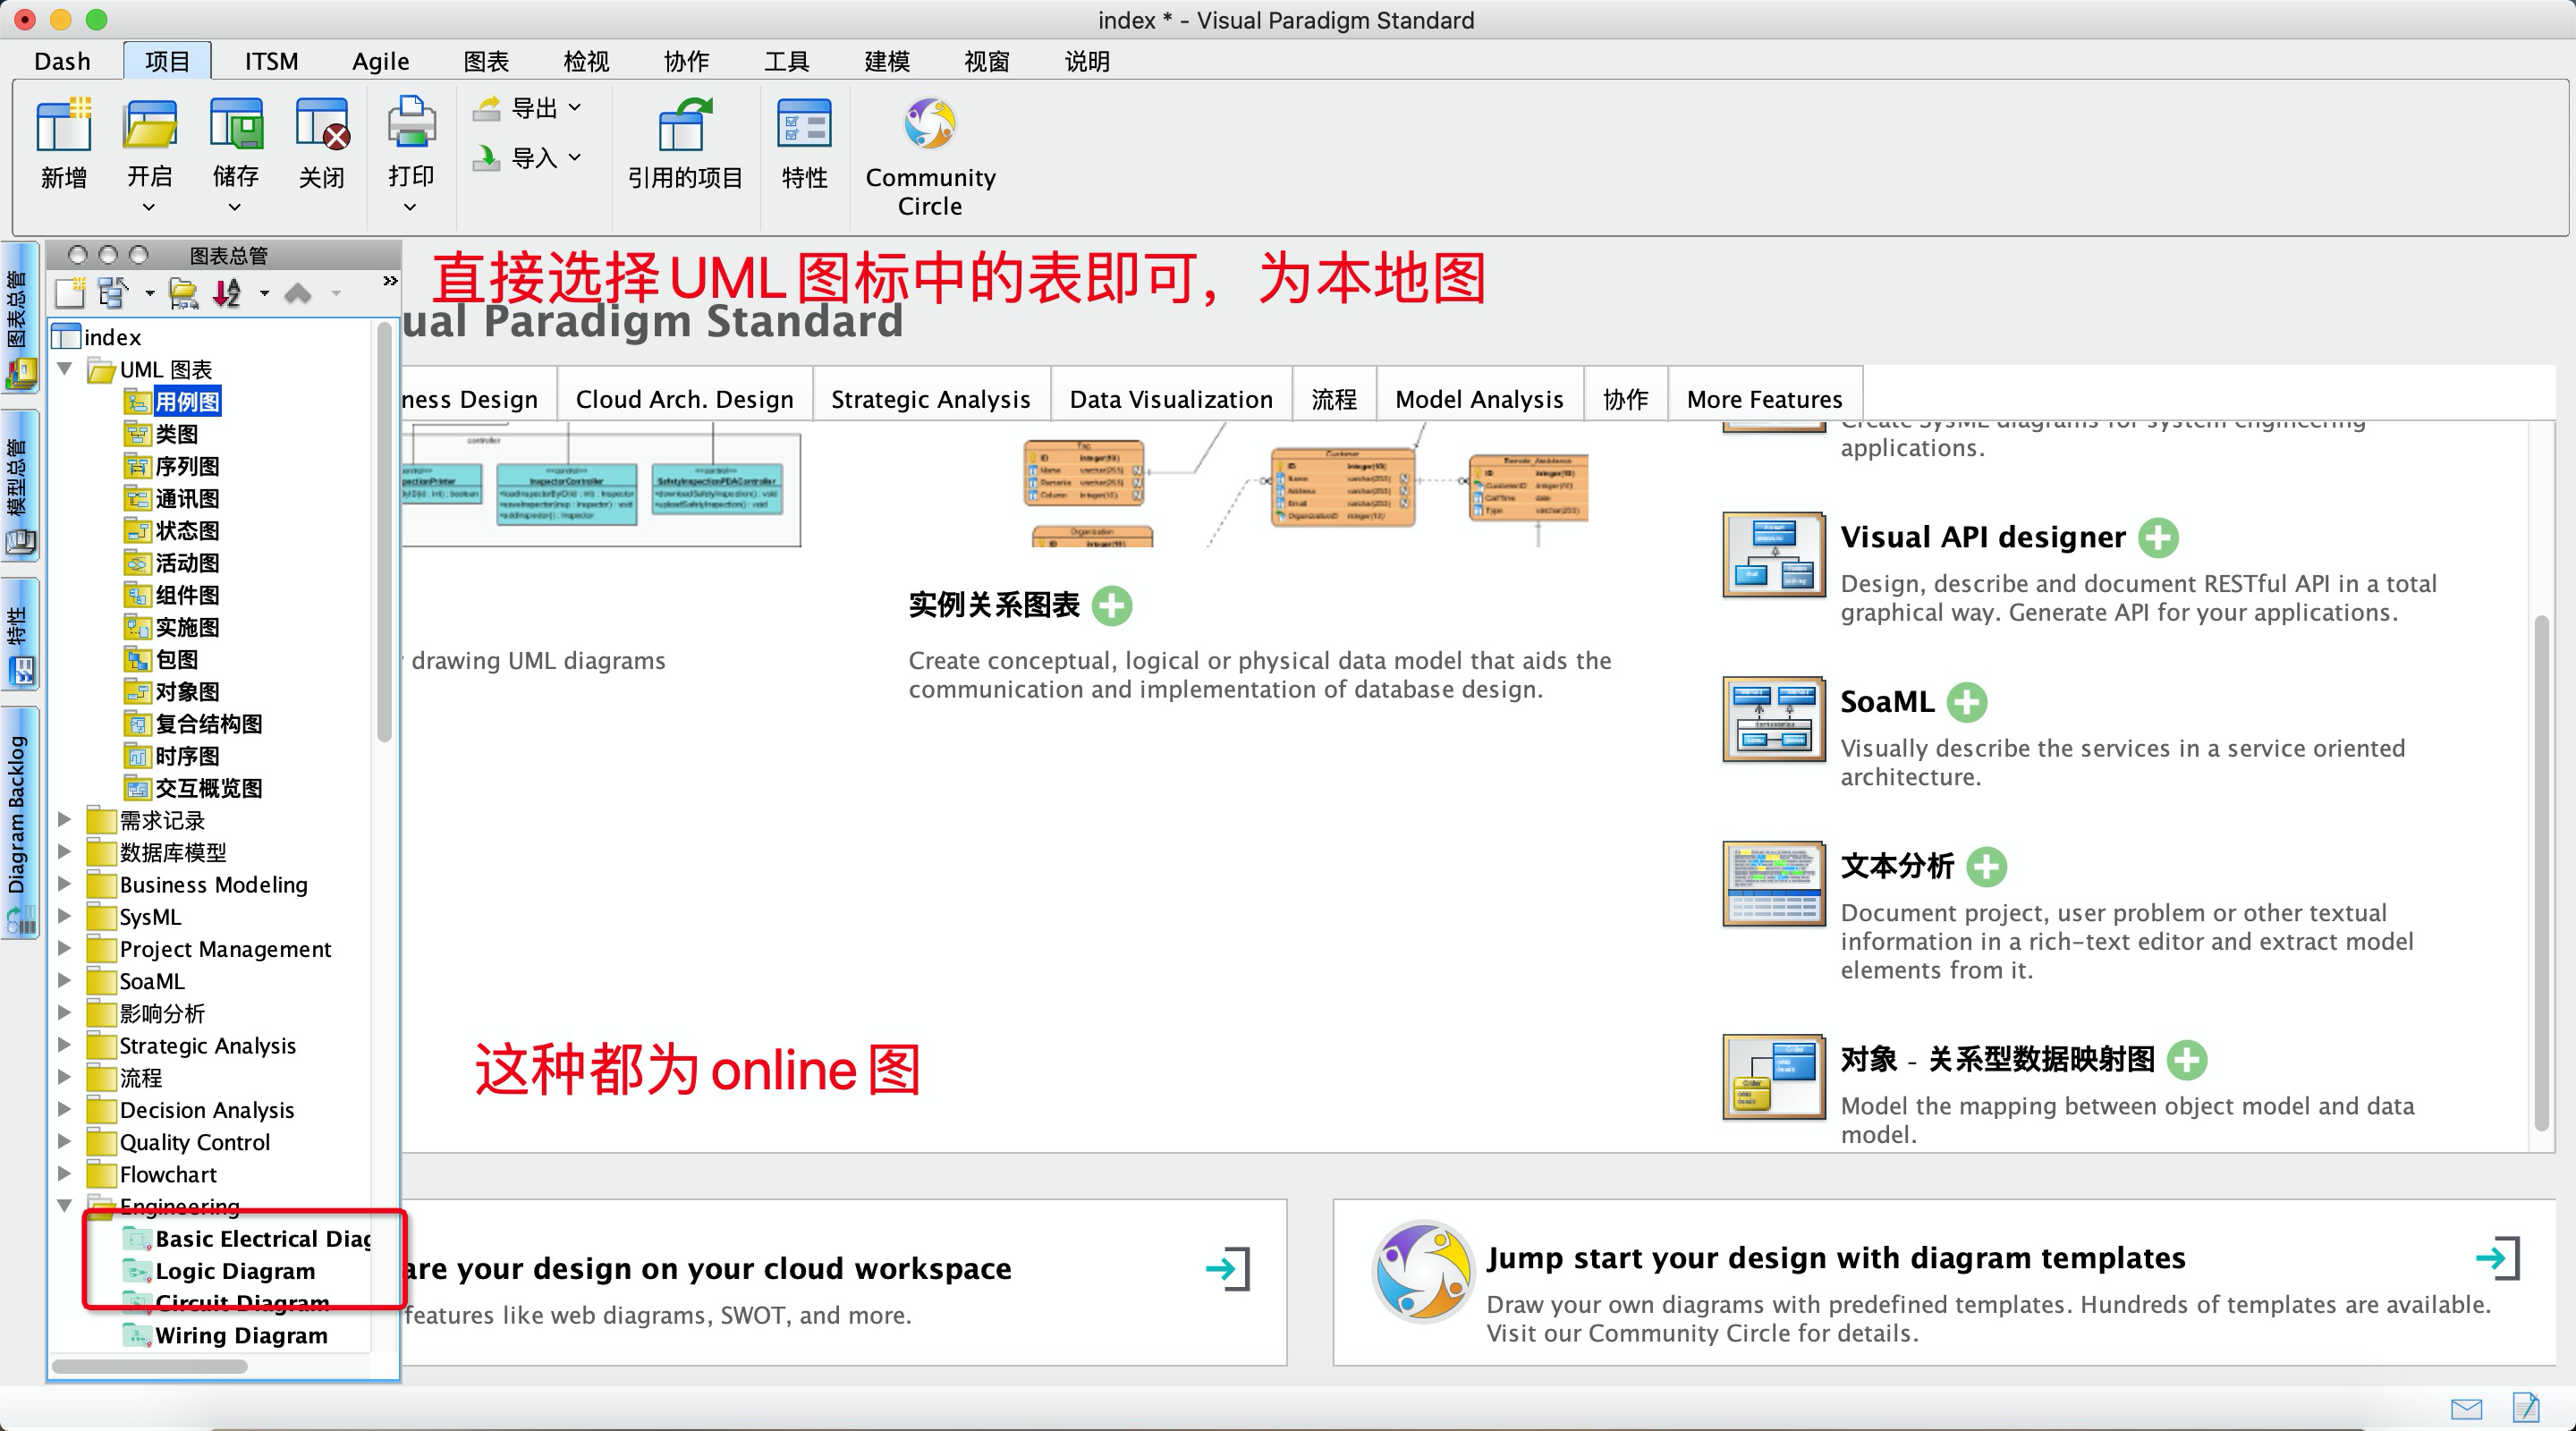 index * - Visual Paradigm Standard
Dash 项目 ITSM Agile 图表 检视 协作 工具 建模 视窗 说明
新增 开启 储存 关闭 打印 导出 导入 引用的项目 特性 Community Circle
图表总管
模型总管
特性
Diagram Backlog
图表总管
index
UML 图表
用例图
类图
序列图
通讯图
状态图
活动图
组件图
实施图
包图
对象图
复合结构图
时序图
交互概览图
需求记录
数据库模型
Business Modeling
SysML
Project Management
SoaML
影响分析
Strategic Analysis
流程
Decision Analysis
Quality Control
Flowchart
Engineering
Basic Electrical Diag
Logic Diagram
Circuit Diagram
Wiring Diagram
直接选择UML图标中的表即可，为本地图
ual Paradigm Standard
ness Design Cloud Arch. Design Strategic Analysis Data Visualization 流程 Model Analysis 协作 More Features
controller
InspectorController
SafetyInspectionPDAController
Customer
Organization
drawing UML diagrams
实例关系图表
Create conceptual, logical or physical data model that aids the
communication and implementation of database design.
这种都为online图
Create SysML diagrams for system engineering
applications.
Visual API designer
Design, describe and document RESTful API in a total
graphical way. Generate API for your applications.
SoaML
Visually describe the services in a service oriented
architecture.
文本分析
Document project, user problem or other textual
information in a rich-text editor and extract model
elements from it.
对象 - 关系型数据映射图
Model the mapping between object model and data
model.
are your design on your cloud workspace
features like web diagrams, SWOT, and more.
Jump start your design with diagram templates
Draw your own diagrams with predefined templates. Hundreds of templates are available.
Visit our Community Circle for details.